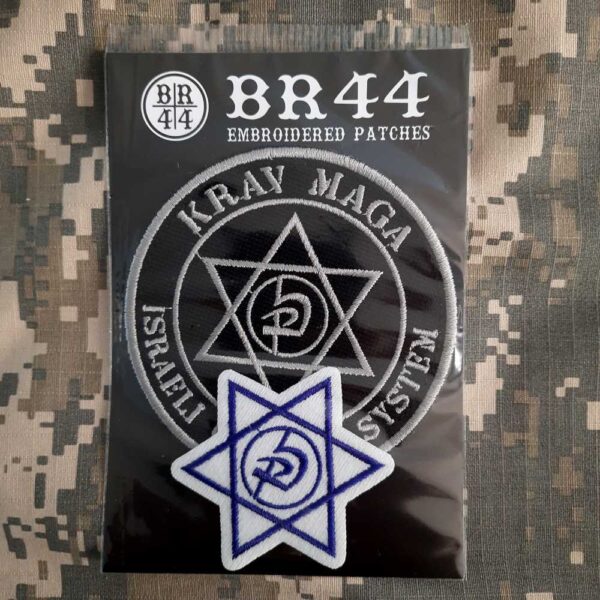 BR
44
BR44
EMBROIDERED PATCHES
KRAV MAGA
ISRAELI
SYSTEM